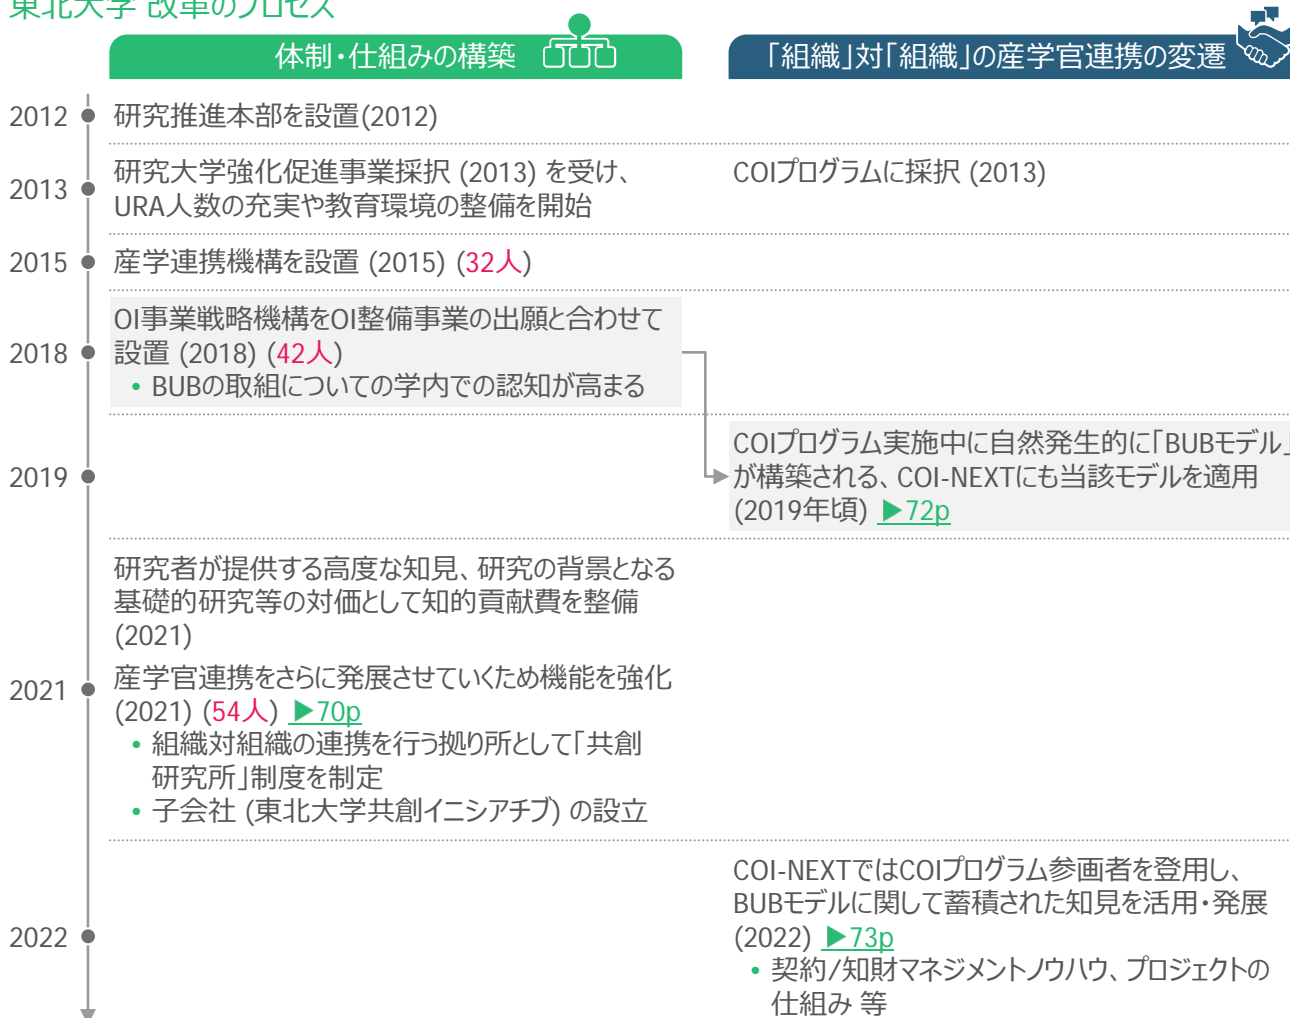 東北大学 改革のプロセス
体制・仕組みの構築
「組織」対「組織」の産学官連携の変遷
2012
研究推進本部を設置(2012)
2013
研究大学強化促進事業採択 (2013) を受け、
URA人数の充実や教育環境の整備を開始
COIプログラムに採択 (2013)
2015
産学連携機構を設置 (2015) (32人)
2018
OI事業戦略機構をOI整備事業の出願と合わせて
設置 (2018) (42人)
• BUBの取組についての学内での認知が高まる
2019
COIプログラム実施中に自然発生的に「BUBモデル」
が構築される、COI-NEXTにも当該モデルを適用
(2019年頃) ▶72p
2021
研究者が提供する高度な知見、研究の背景となる
基礎的研究等の対価として知的貢献費を整備
(2021)
産学官連携をさらに発展させていくため機能を強化
(2021) (54人) ▶70p
• 組織対組織の連携を行う拠り所として「共創
研究所」制度を制定
• 子会社 (東北大学共創イニシアチブ) の設立
2022
COI-NEXTではCOIプログラム参画者を登用し、
BUBモデルに関して蓄積された知見を活用・発展
(2022) ▶73p
• 契約/知財マネジメントノウハウ、プロジェクトの
仕組み 等